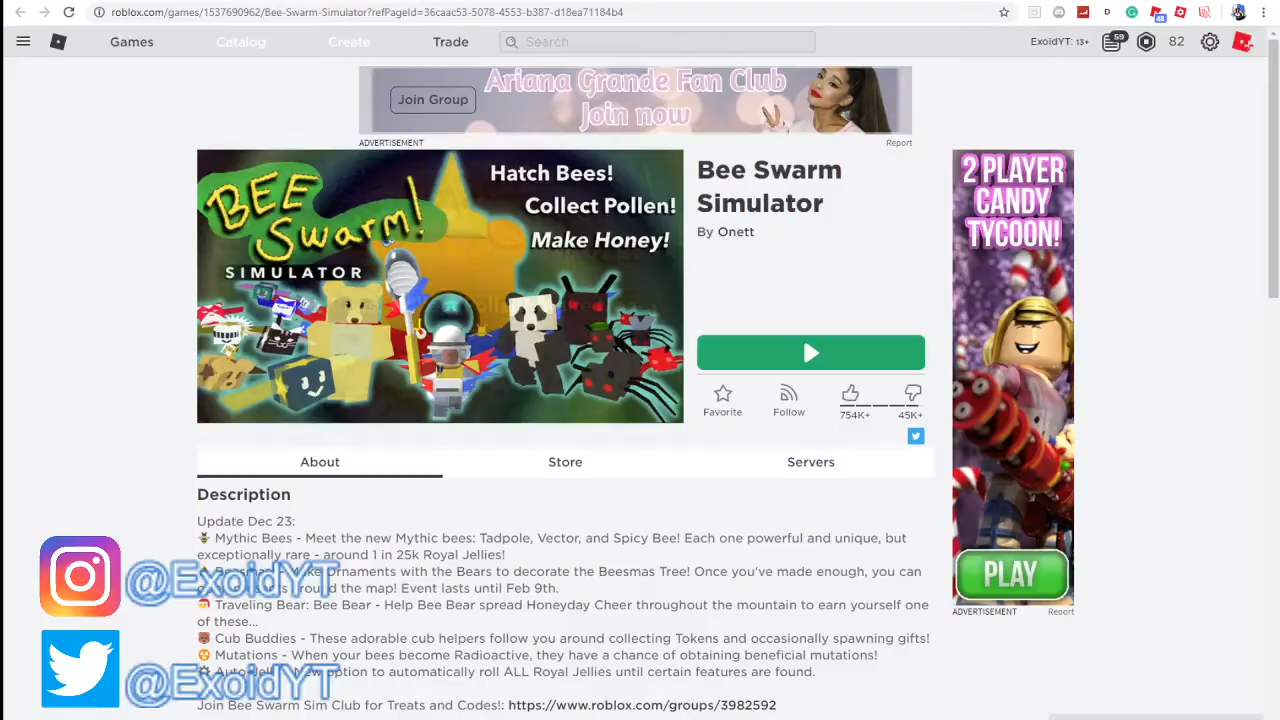 roblox.com/games/1537690962/Bee-Swarm-Simulator?refPageId=36caac53-5078-4553-b387-d18ea71184b4
Games
Catalog
Create
Trade
Search
ExoidYT: 13+
59
82
48
Ariana Grande Fan Club
Join now
Join Group
ADVERTISEMENT
Report
BEE
Swarm!
SIMULATOR
Hatch Bees!
Collect Pollen!
Make Honey!
Bee Swarm
Simulator
By Onett
Favorite
Follow
754K+
45K+
2 PLAYER
CANDY
TYCOON!
PLAY
ADVERTISEMENT
Report
About
Store
Servers
Description
Update Dec 23:
Mythic Bees - Meet the new Mythic bees: Tadpole, Vector, and Spicy Bee! Each one powerful and unique, but
exceptionally rare - around 1 in 25k Royal Jellies!
Ornaments with the Bears to decorate the Beesmas Tree! Once you've made enough, you can
around the map! Event lasts until Feb 9th.
Traveling Bear: Bee Bear - Help Bee Bear spread Honeyday Cheer throughout the mountain to earn yourself one
of these...
Cub Buddies - These adorable cub helpers follow you around collecting Tokens and occasionally spawning gifts!
Mutations - When your bees become Radioactive, they have a chance of obtaining beneficial mutations!
option to automatically roll ALL Royal Jellies until certain features are found.
Join Bee Swarm Sim Club for Treats and Codes!: https://www.roblox.com/groups/3982592
@ExoidYT
@ExoidYT